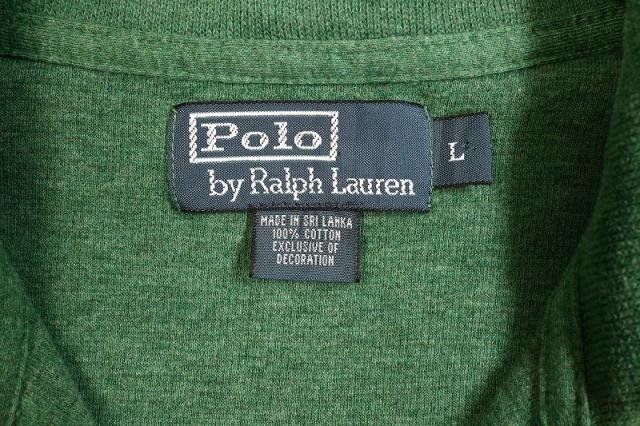 Polo
by Ralph Lauren
L
MADE IN SRI LANKA
100% COTTON
EXCLUSIVE OF
DECORATION